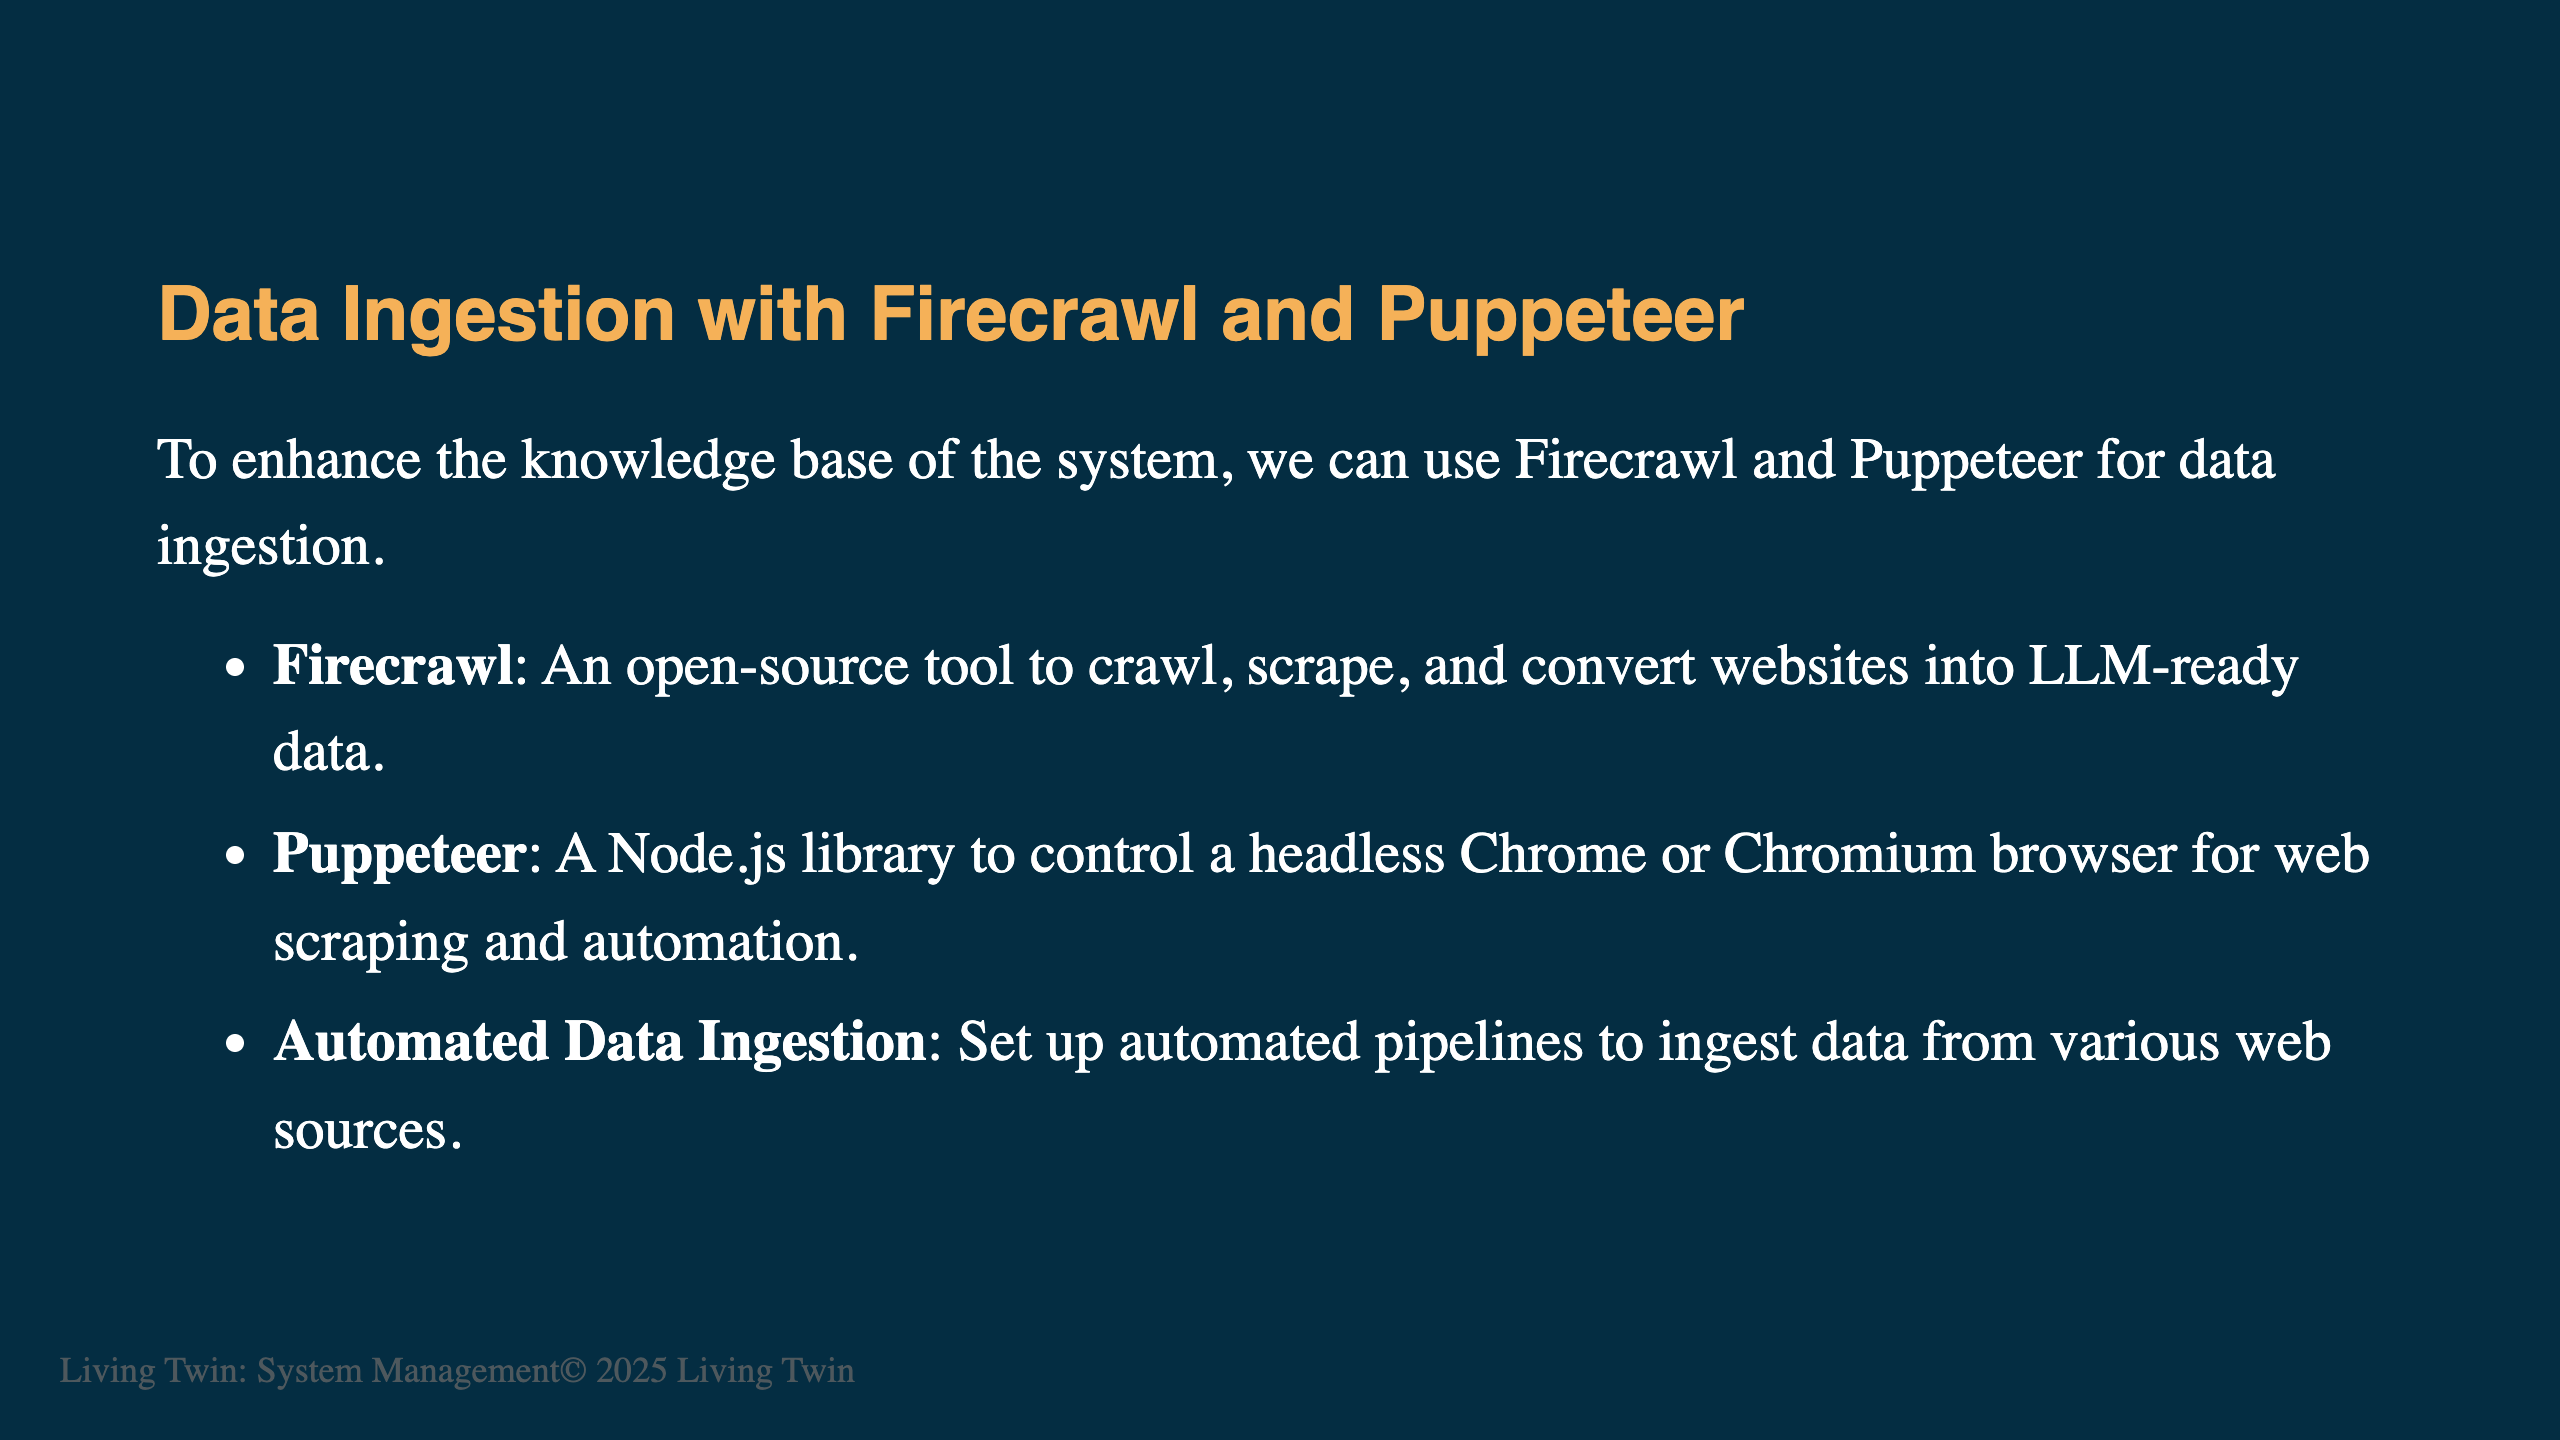 Data Ingestion with Firecrawl and Puppeteer
To enhance the knowledge base of the system, we can use Firecrawl and Puppeteer for data
ingestion.
• Firecrawl: An open-source tool to crawl, scrape, and convert websites into LLM-ready
data.
• Puppeteer: A Node.js library to control a headless Chrome or Chromium browser for web
scraping and automation.
• Automated Data Ingestion: Set up automated pipelines to ingest data from various web
sources.
Living Twin: System Management© 2025 Living Twin